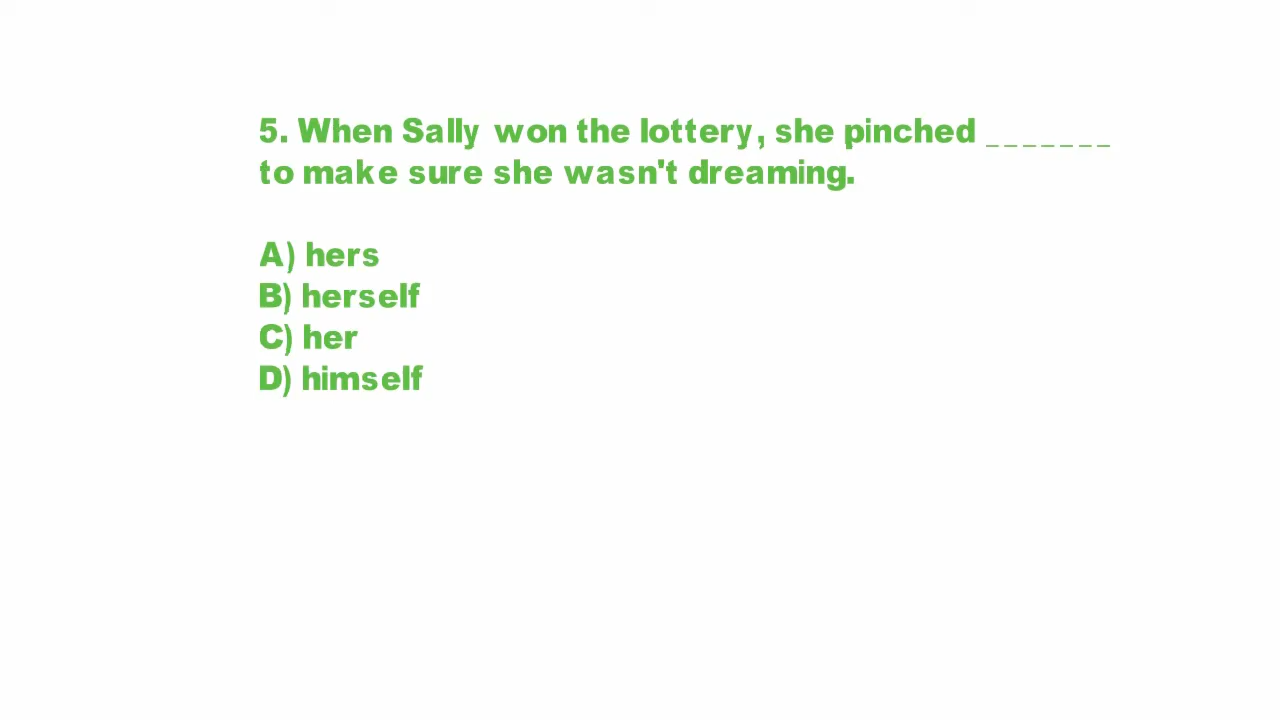 5. When Sally won the lottery, she pinched _______
to make sure she wasn't dreaming.
A) hers
B) herself
C) her
D) himself